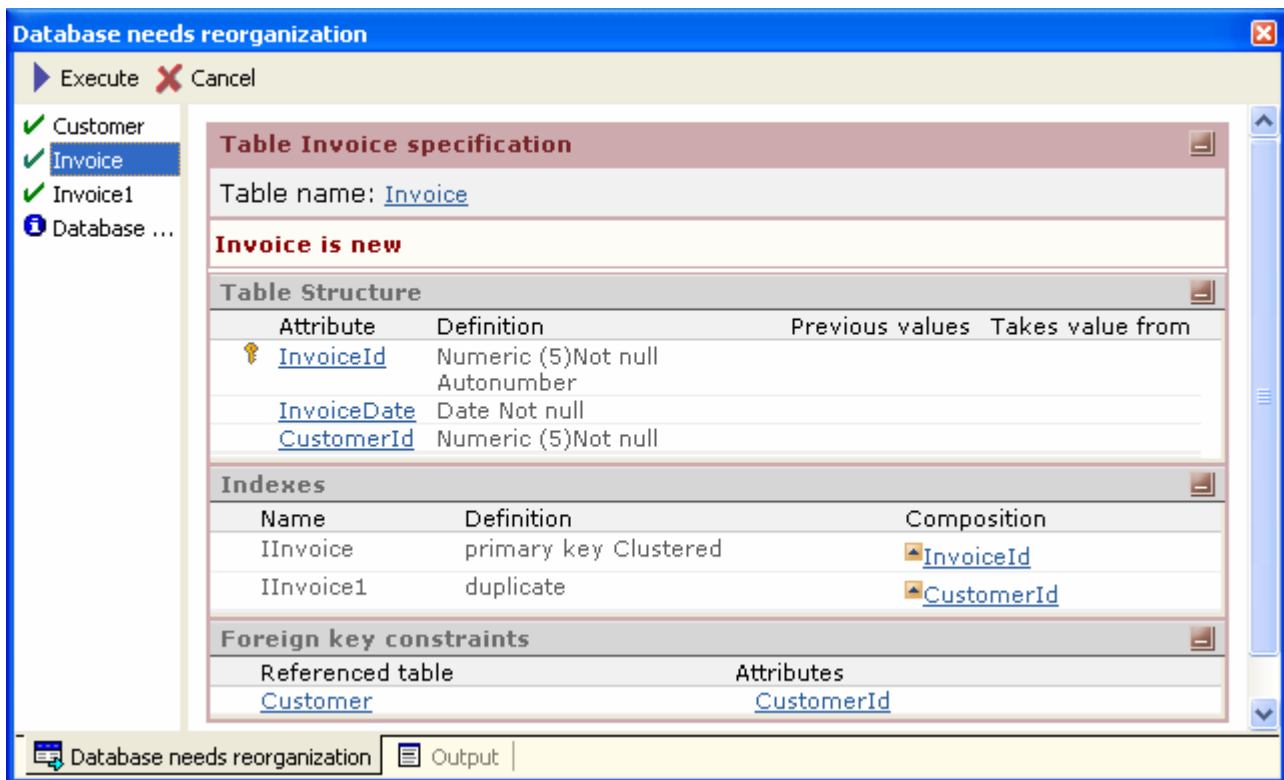 Database needs reorganization
Execute Cancel
Customer
Invoice
Invoice1
Database ...
Table Invoice specification
Table name: Invoice
Invoice is new
Table Structure
Attribute Definition Previous values Takes value from
InvoiceId Numeric (5)Not null
Autonumber
InvoiceDate Date Not null
CustomerId Numeric (5)Not null
Indexes
Name Definition Composition
IInvoice primary key Clustered InvoiceId
IInvoice1 duplicate CustomerId
Foreign key constraints
Referenced table Attributes
Customer CustomerId
Database needs reorganization Output